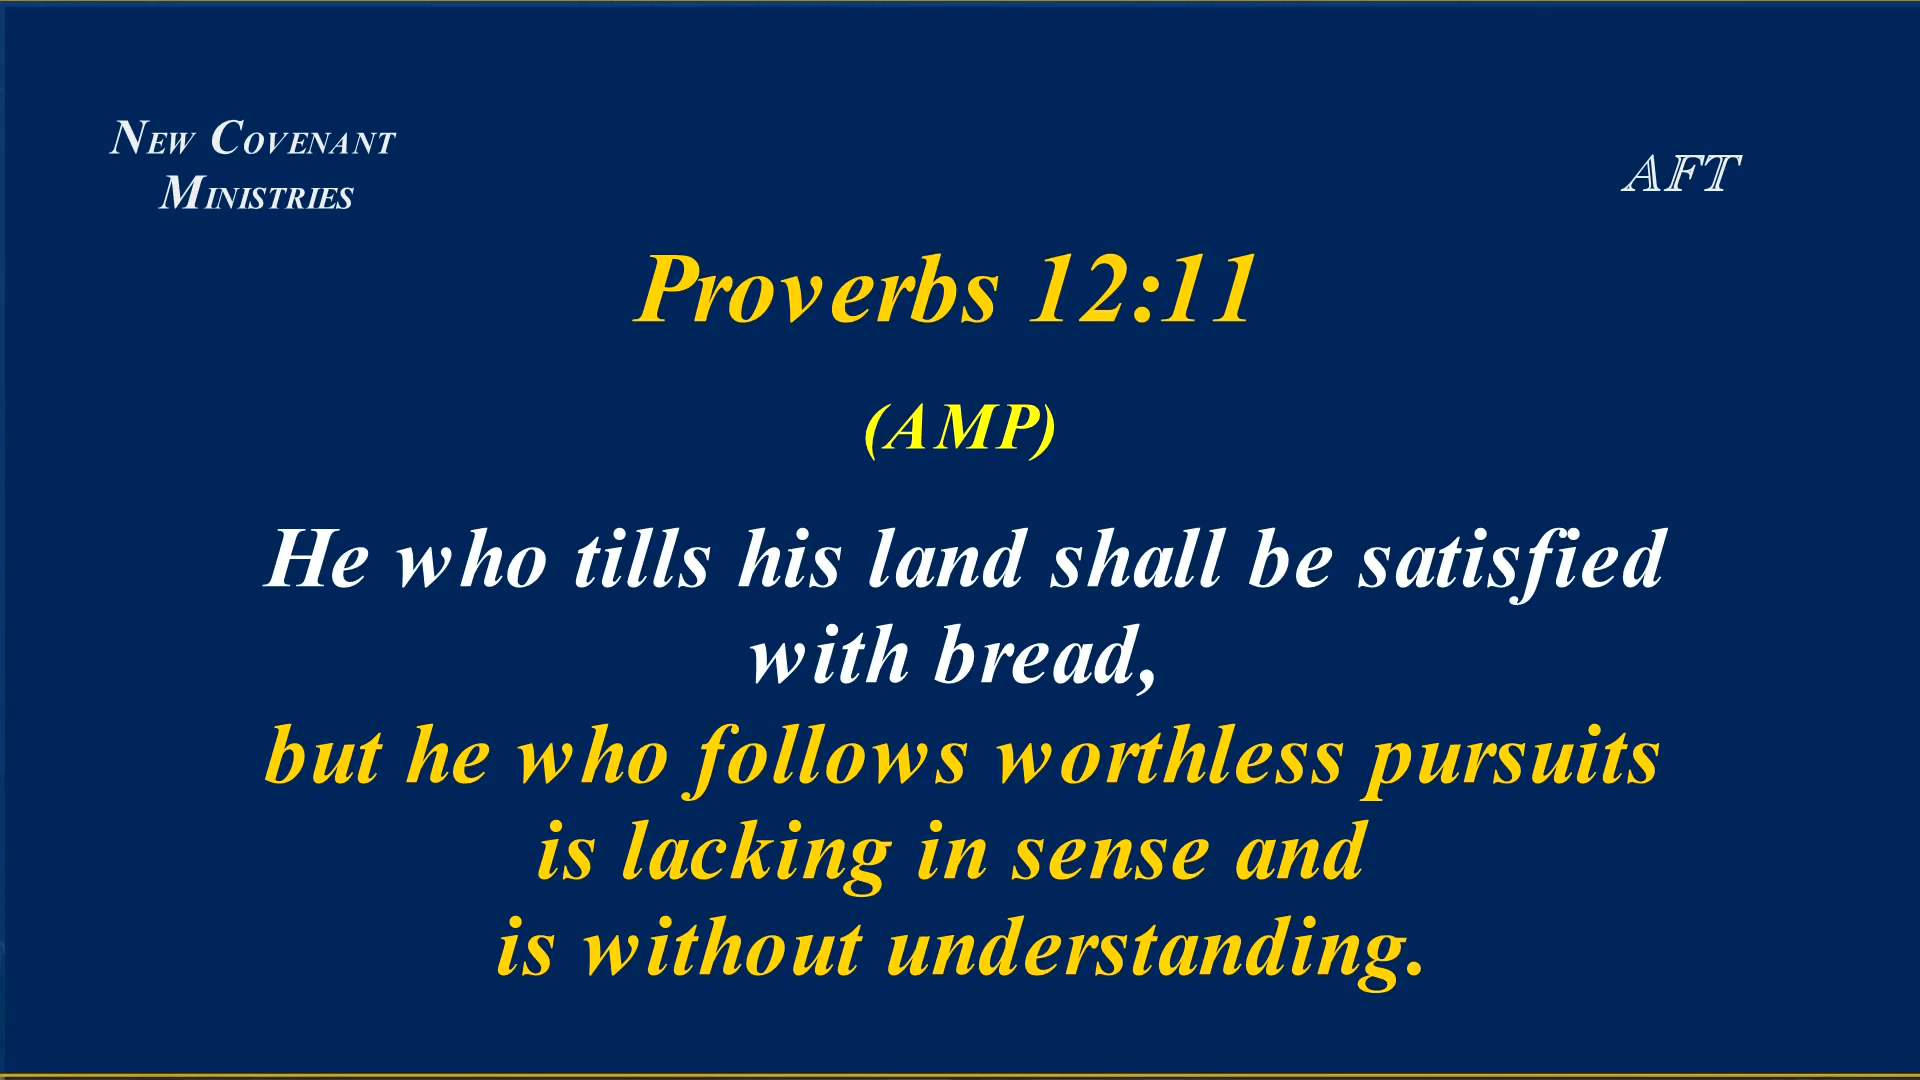 New Covenant
Ministries
AFT
Proverbs 12:11
(AMP)
He who tills his land shall be satisfied
with bread,
but he who follows worthless pursuits
is lacking in sense and
is without understanding.